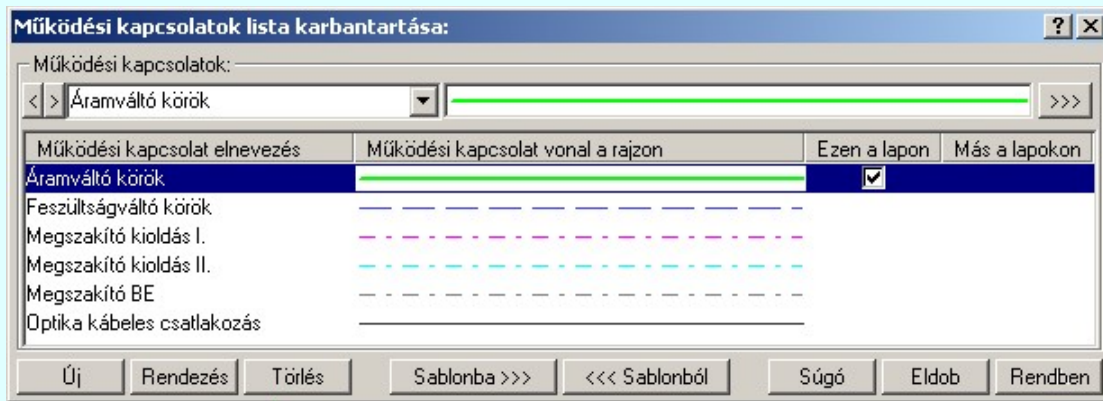 Működési kapcsolatok lista karbantartása:
Működési kapcsolatok:
< > Áramváltó körök >>>
Működési kapcsolat elnevezés Működési kapcsolat vonal a rajzon Ezen a lapon Más a lapokon
Áramváltó körök
Feszültságváltó körök
Megszakító kioldás I.
Megszakító kioldás II.
Megszakító BE
Optika kábeles csatlakozás
Új Rendezés Törlés Sablonba >>> <<< Sablonból Súgó Eldob Rendben